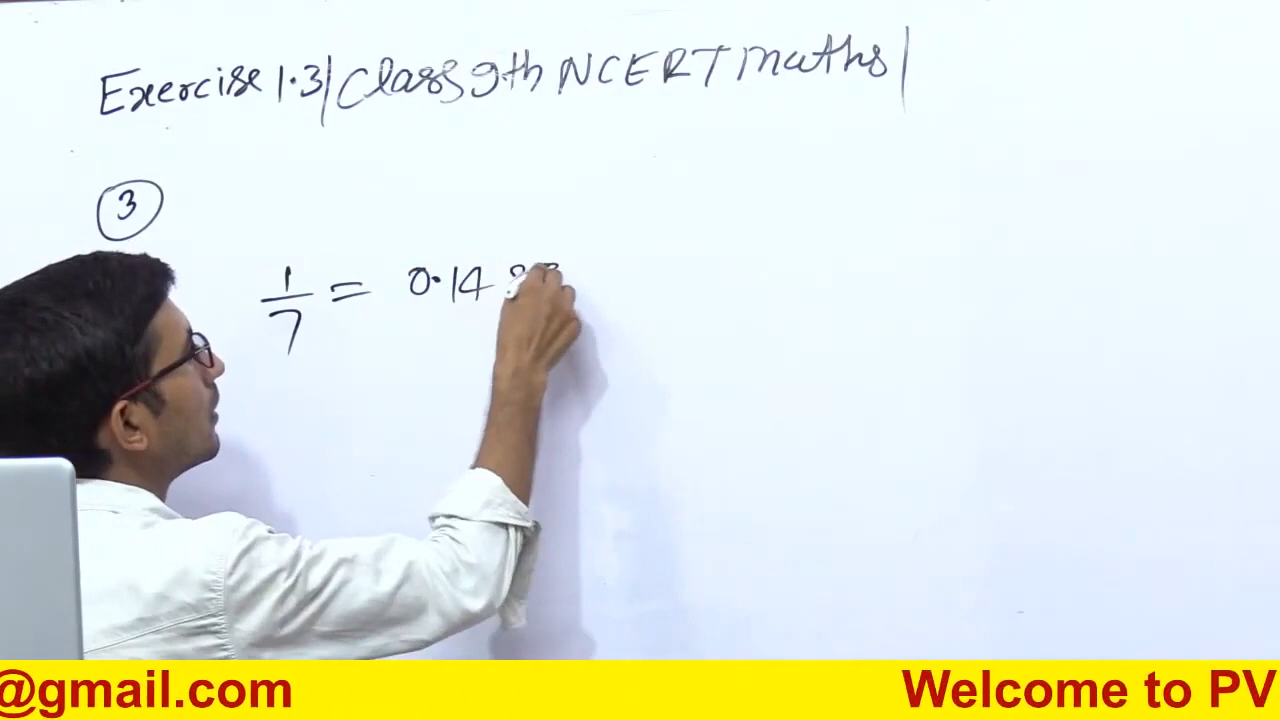 Exercise 1.3| Class 9th NCERT Maths|
3
1/7 = 0.14
@gmail.com
Welcome to PV